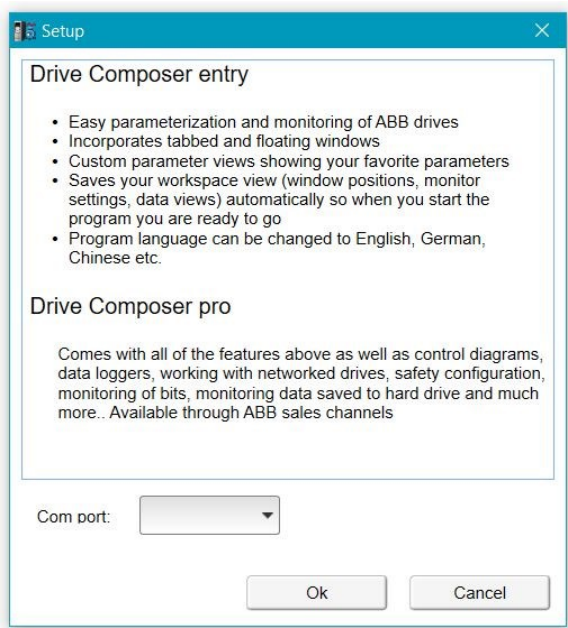 Setup
Drive Composer entry
• Easy parameterization and monitoring of ABB drives
• Incorporates tabbed and floating windows
• Custom parameter views showing your favorite parameters
• Saves your workspace view (window positions, monitor
settings, data views) automatically so when you start the
program you are ready to go
• Program language can be changed to English, German,
Chinese etc.
Drive Composer pro
Comes with all of the features above as well as control diagrams,
data loggers, working with networked drives, safety configuration,
monitoring of bits, monitoring data saved to hard drive and much
more.. Available through ABB sales channels
Com port:
Ok
Cancel